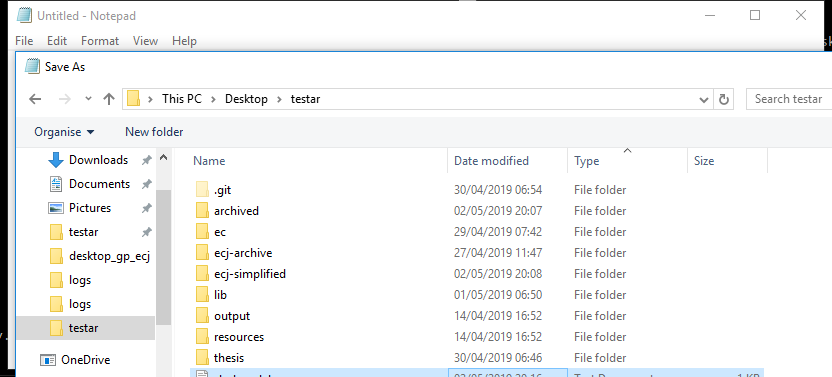 Untitled - Notepad
File Edit Format View Help
Save As
This PC Desktop testar
Search testar
Organise New folder
Downloads
Documents
Pictures
testar
desktop_gp_ecj
logs
logs
testar
OneDrive
Name Date modified Type Size
.git 30/04/2019 06:54 File folder
archived 02/05/2019 20:07 File folder
ec 29/04/2019 07:42 File folder
ecj-archive 27/04/2019 11:47 File folder
ecj-simplified 02/05/2019 20:08 File folder
lib 01/05/2019 06:50 File folder
output 14/04/2019 16:52 File folder
resources 14/04/2019 16:52 File folder
thesis 30/04/2019 06:46 File folder